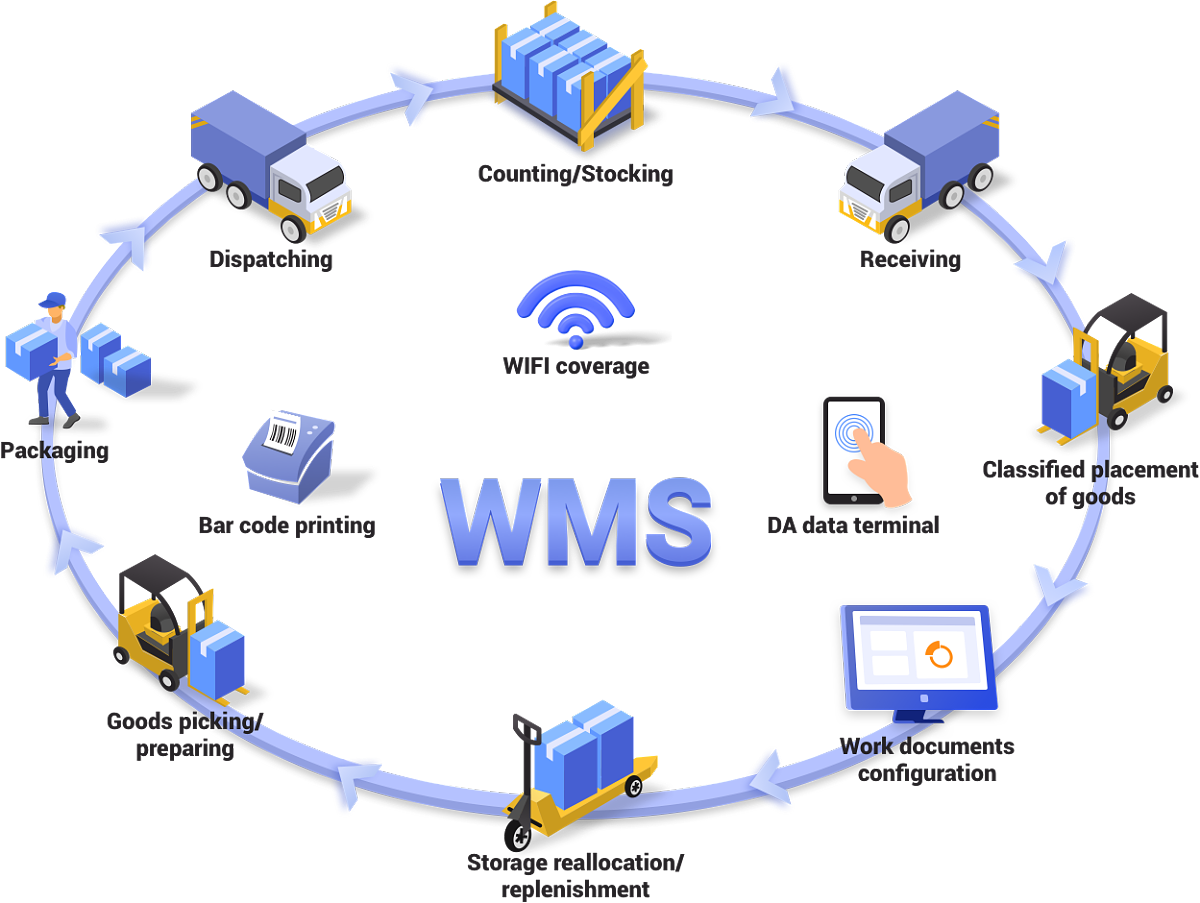 Counting/Stocking
Dispatching
Receiving
WIFI coverage
Packaging
Classified placement
of goods
Bar code printing
WMS
DA data terminal
Goods picking/
preparing
Work documents
configuration
Storage reallocation/
replenishment